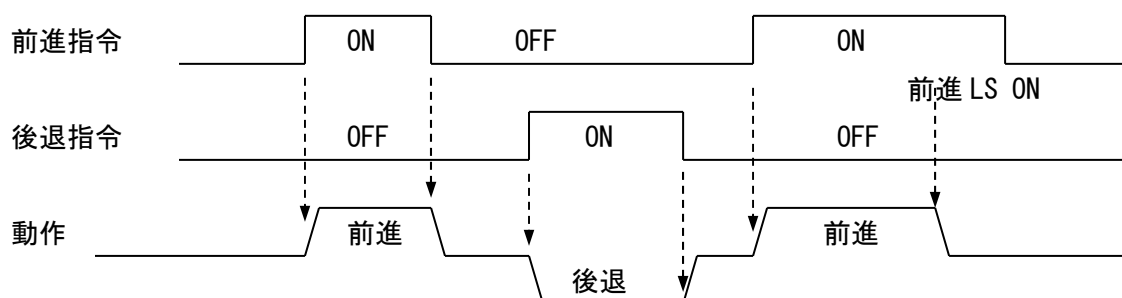 前進指令 ON OFF ON
前進 LS ON
後退指令 OFF ON OFF
動作 前進 前進
後退